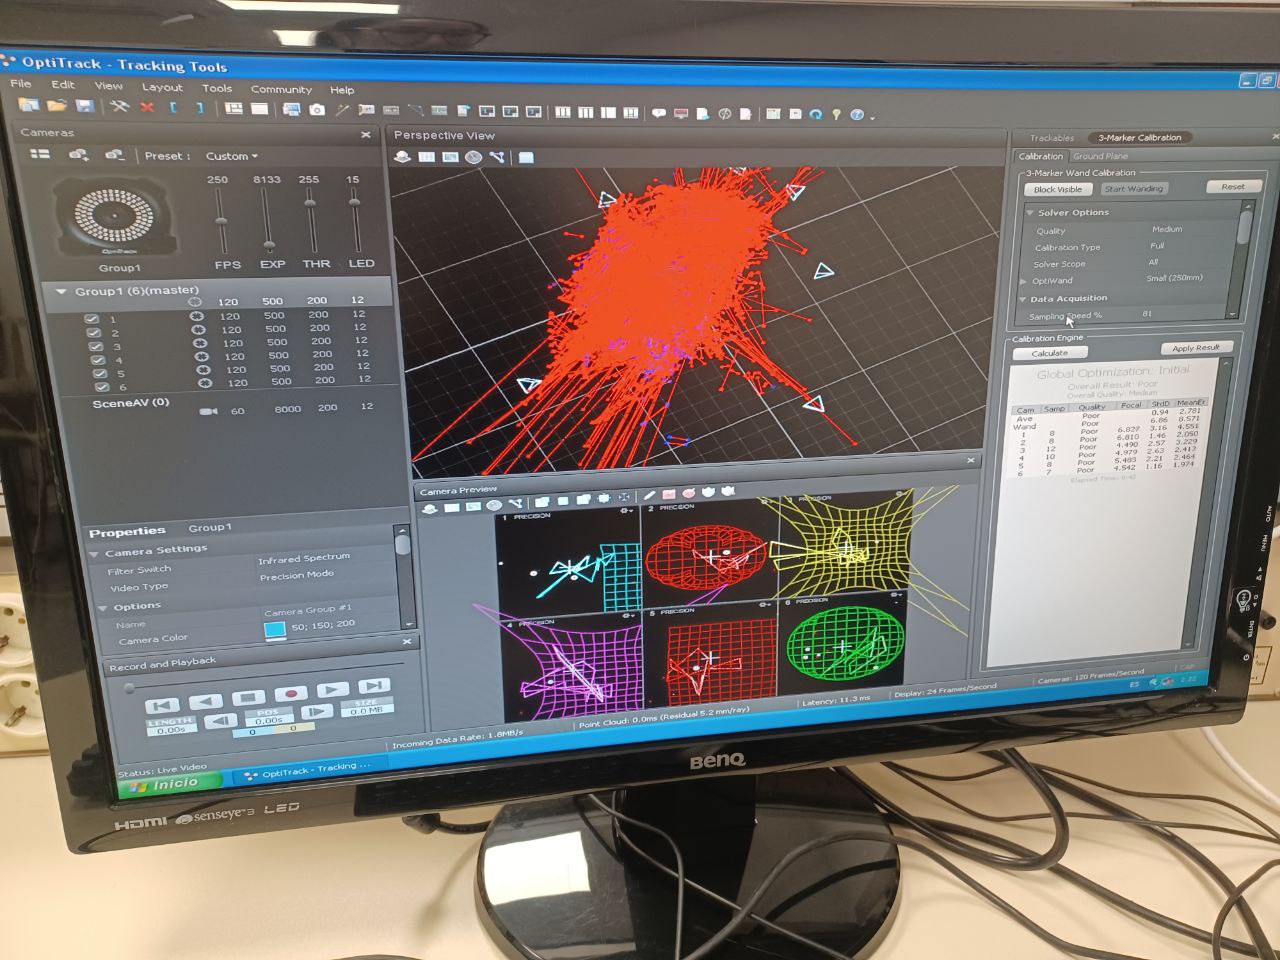 OptiTrack - Tracking Tools
File Edit View Layout Tools Community Help
Cameras
Preset : Custom
250 8133 255 15
OptiTrack
FPS EXP THR LED
Group1
Group1 (6)(master)
120 500 200 12
1 120 500 200 12
2 120 500 200 12
3 120 500 200 12
4 120 500 200 12
5 120 500 200 12
6 120 500 200 12
SceneAV (0)
60 8000 200 12
Properties Group1
Camera Settings
Filter Switch Infrared Spectrum
Video Type Precision Mode
Options
Name Camera Group #1
Camera Color 50; 150; 200
Record and Playback
LENGTH POS SIZE
0.00s 0.00s 0.0 MB
0 0
Perspective View
Camera Preview
1 PRECISION
2 PRECISION
3 PRECISION
4 PRECISION
5 PRECISION
6 PRECISION
Trackables 3-Marker Calibration
Calibration Ground Plane
3-Marker Wand Calibration
Block Visible Start Wanding Reset
Solver Options
Quality Medium
Calibration Type Full
Solver Scope All
OptiWand Small (250mm)
Data Acquisition
Sampling Speed % 81
Calibration Engine
Calculate Apply Result
Global Optimization: Initial
Overall Result: Poor
Overall Quality: Medium
Cam Samp Quality Focal StdD MeanEr
Ave Poor 0.94 2.781
Wand Poor 6.86 8.571
1 8 Poor 6.827 3.16 4.551
2 8 Poor 6.810 1.46 2.050
3 12 Poor 4.490 2.57 3.229
4 10 Poor 4.979 2.63 2.413
5 8 Poor 5.485 2.21 2.464
6 7 Poor 4.542 1.16 1.974
Elapsed Time: 0:42
Status: Live Video
Incoming Data Rate: 1.8MB/s
Point Cloud: 0.0ms (Residual 5.2 mm/ray)
Latency: 11.3 ms
Display: 24 Frames/Second
Cameras: 120 Frames/Second
CAP
Inicio
OptiTrack - Tracking ...
ES
2:22
HDMI senseye 3 LED
BenQ
AUTO
MENU
ENTER